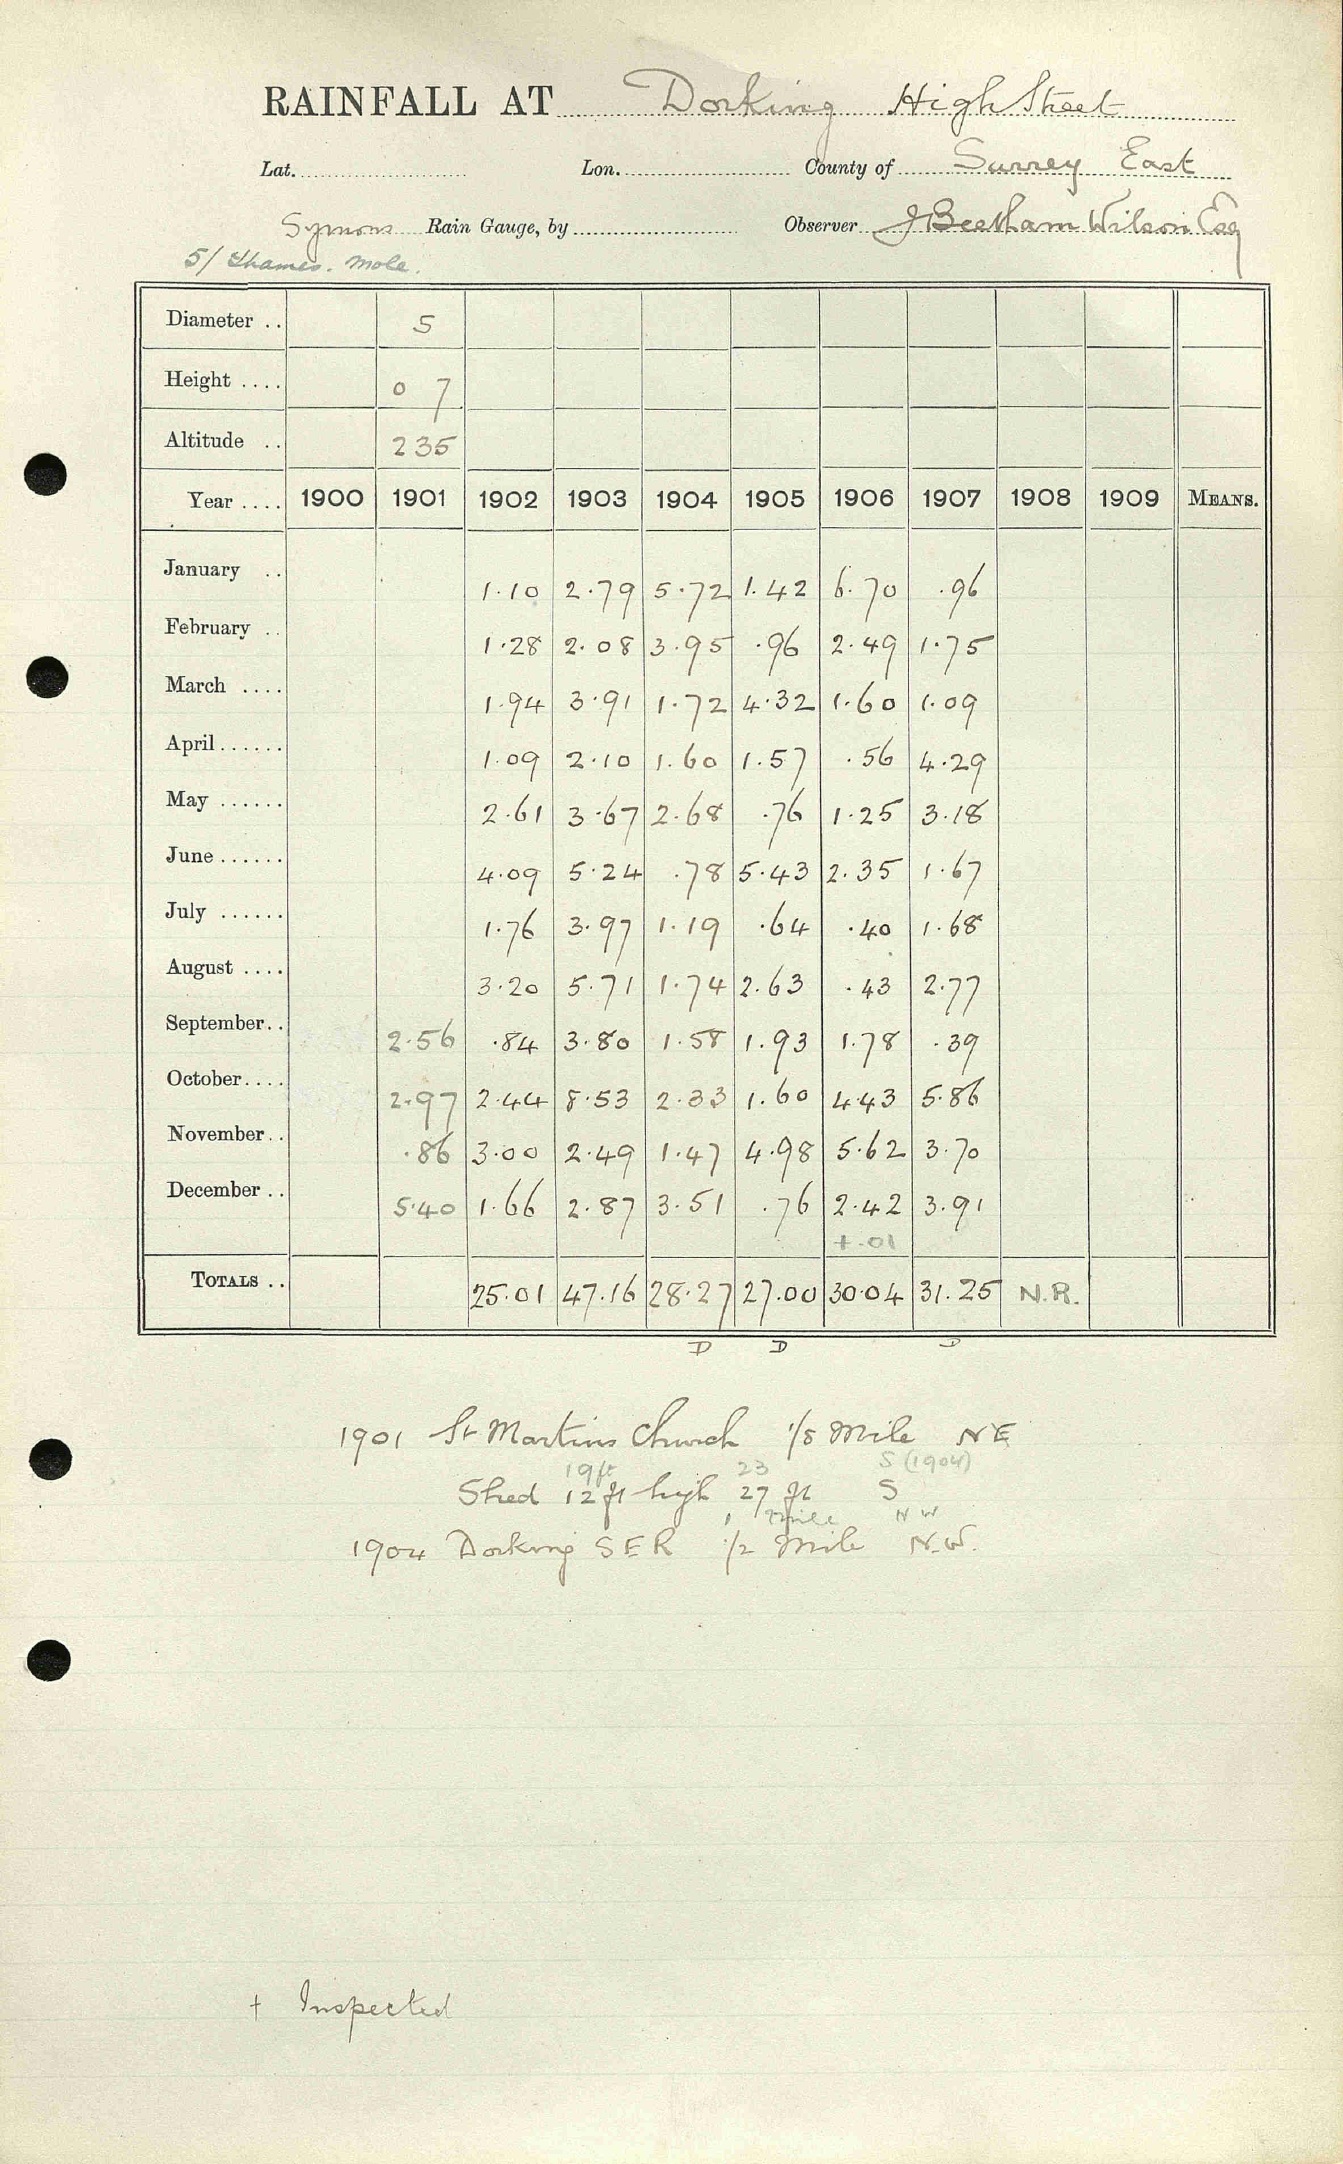 RAINFALL AT Dorking High Street
Lat. Lon. County of Surrey East
Symons Rain Gauge, by Observer J Beetham Wilson Esq
5/ Thames. Mole.
Diameter .. 5
Height .... 0 7
Altitude .. 235
Year .... 1900 1901 1902 1903 1904 1905 1906 1907 1908 1909 MEANS.
January .. 1.10 2.79 5.72 1.42 6.70 .96
February .. 1.28 2.08 3.95 .96 2.49 1.75
March .... 1.94 3.91 1.72 4.32 1.60 1.09
April ...... 1.09 2.10 1.60 1.57 .56 4.29
May ...... 2.61 3.67 2.68 .76 1.25 3.18
June ...... 4.09 5.24 .78 5.43 2.35 1.67
July ...... 1.76 3.97 1.19 .64 .40 1.68
August .... 3.20 5.71 1.74 2.63 .43 2.77
September.. 2.56 .84 3.80 1.58 1.93 1.78 .39
October.... 2.97 2.44 8.53 2.33 1.60 4.43 5.86
November.. .86 3.00 2.49 1.47 4.98 5.62 3.70
December .. 5.40 1.66 2.87 3.51 .76 2.42 3.91
+.01
TOTALS .. 25.01 47.16 28.27 27.00 30.04 31.25 N.R.
D D D
1901 St Martins Church 1/8 Mile NE
19ft 23 S (1904)
Shed 12 ft high 27 ft S
mile NW
1904 Dorking S E R 1/2 Mile N.W.
† Inspected